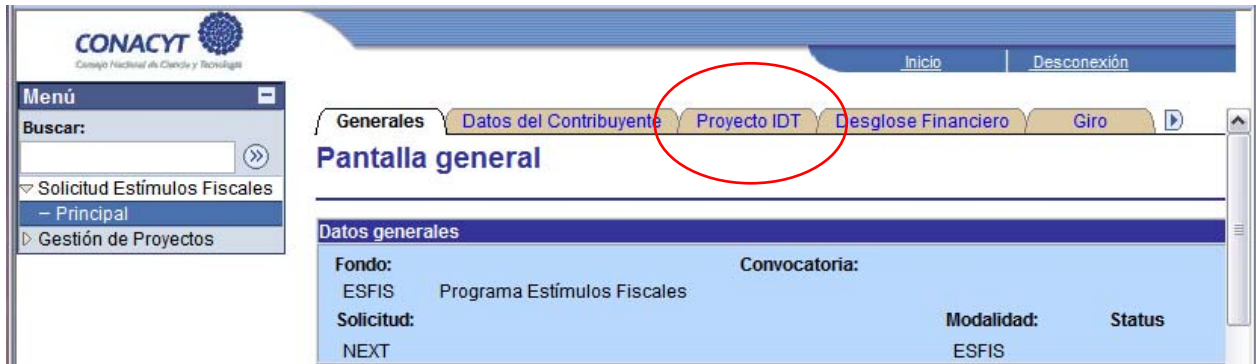 CONACYT
Consejo Nacional de Ciencia y Tecnología
Inicio Desconexión
Menú
Buscar:
Solicitud Estímulos Fiscales
– Principal
Gestión de Proyectos
Generales Datos del Contribuyente Proyecto IDT Desglose Financiero Giro
Pantalla general
Datos generales
Fondo: Convocatoria:
ESFIS Programa Estímulos Fiscales
Solicitud: Modalidad: Status
NEXT ESFIS